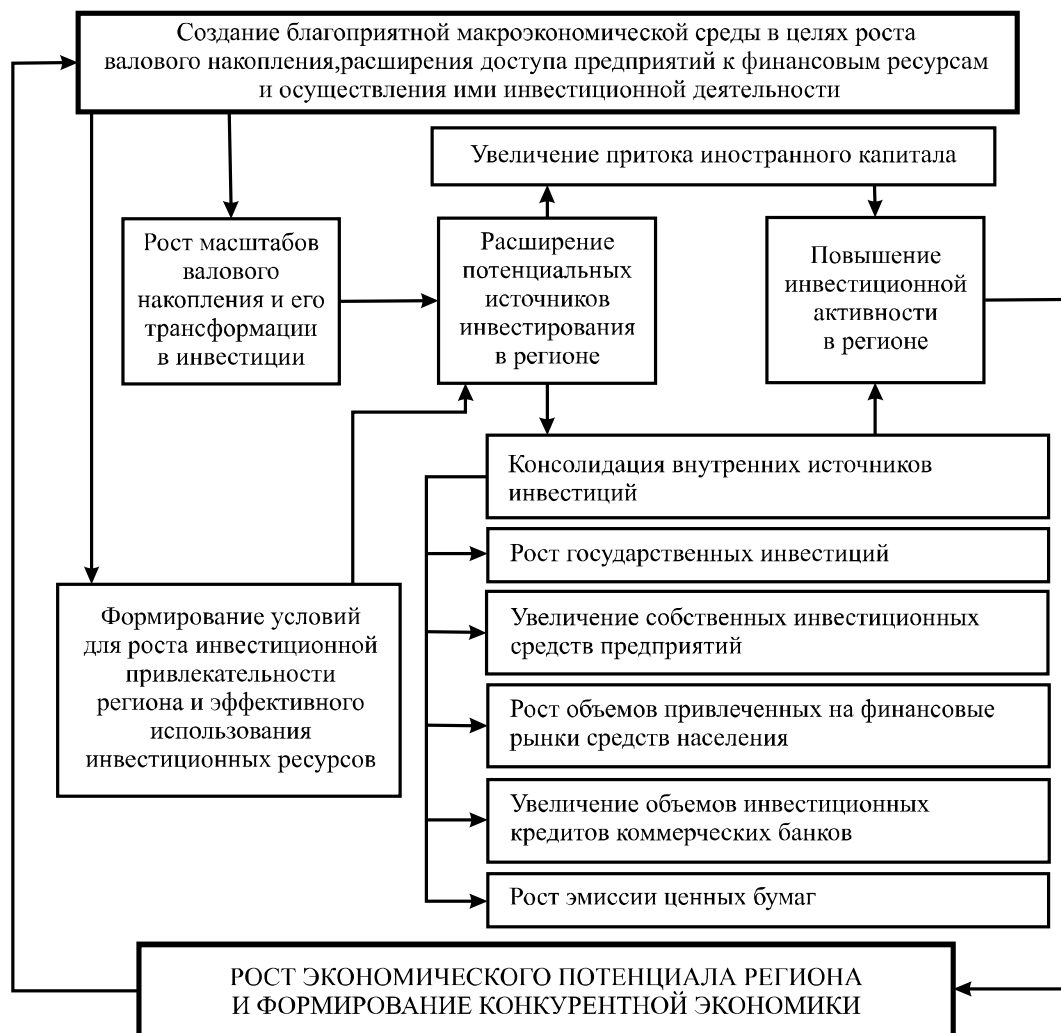 Создание благоприятной макроэкономической среды в целях роста
валового накопления,расширения доступа предприятий к финансовым ресурсам
и осуществления ими инвестиционной деятельности
Увеличение притока иностранного капитала
Рост масштабов
валового
накопления и его
трансформации
в инвестиции
Расширение
потенциальных
источников
инвестирования
в регионе
Повышение
инвестиционной
активности
в регионе
Консолидация внутренних источников
инвестиций
Рост государственных инвестиций
Формирование условий
для роста инвестиционной
привлекательности
региона и эффективного
использования
инвестиционных ресурсов
Увеличение собственных инвестиционных
средств предприятий
Рост объемов привлеченных на финансовые
рынки средств населения
Увеличение объемов инвестиционных
кредитов коммерческих банков
Рост эмиссии ценных бумаг
РОСТ ЭКОНОМИЧЕСКОГО ПОТЕНЦИАЛА РЕГИОНА
И ФОРМИРОВАНИЕ КОНКУРЕНТНОЙ ЭКОНОМИКИ